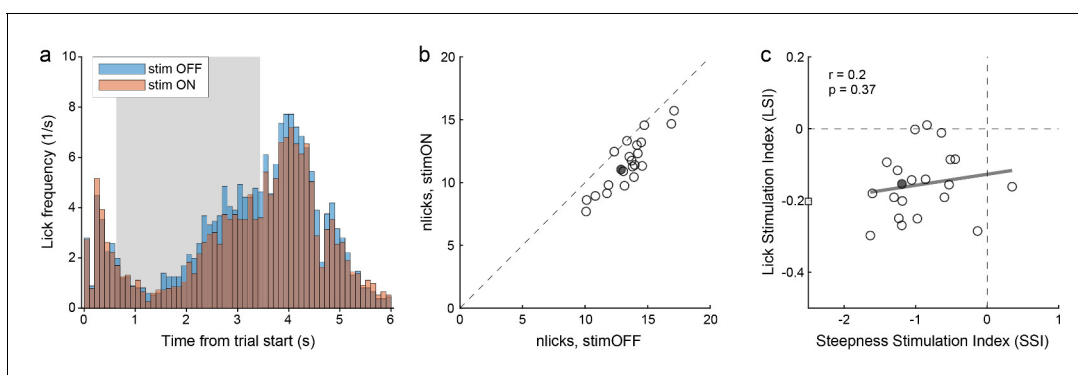 a
stim OFF
stim ON
10
8
6
4
2
0
Lick frequency (1/s)
0 1 2 3 4 5 6
Time from trial start (s)
b
20
15
10
5
0
nlicks, stimON
0 5 10 15 20
nlicks, stimOFF
c
r = 0.2
p = 0.37
0.2
0
-0.2
-0.4
Lick Stimulation Index (LSI)
-2 -1 0 1
Steepness Stimulation Index (SSI)